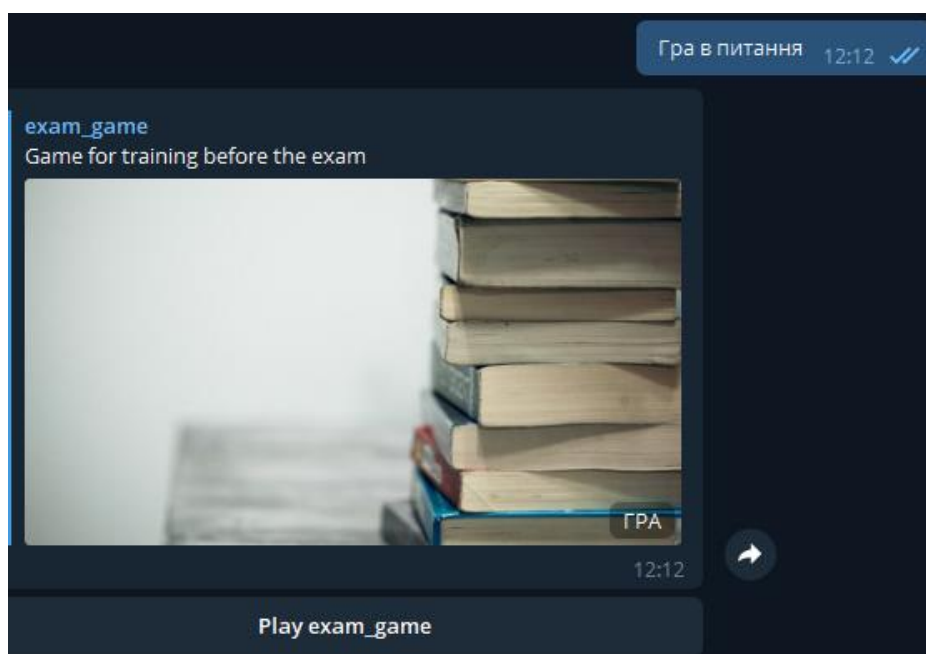 Гра в питання 12:12
exam_game
Game for training before the exam
ГРА
12:12
Play exam_game